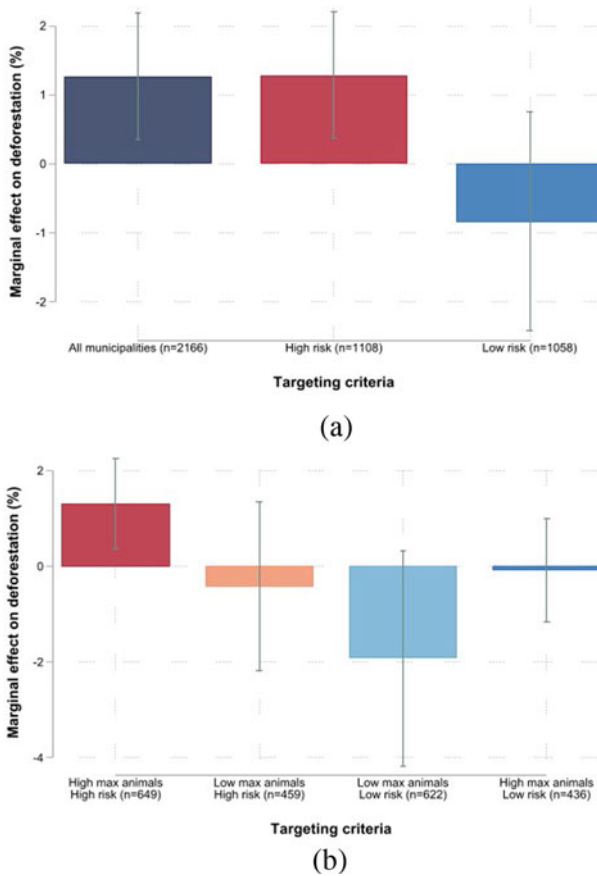 Marginal effect on deforestation (%)
2
1
0
-1
-2
All municipalities (n=2166) High risk (n=1108) Low risk (n=1058)
Targeting criteria
(a)
Marginal effect on deforestation (%)
2
0
-2
-4
High max animals Low max animals Low max animals High max animals
High risk (n=649) High risk (n=459) Low risk (n=622) Low risk (n=436)
Targeting criteria
(b)